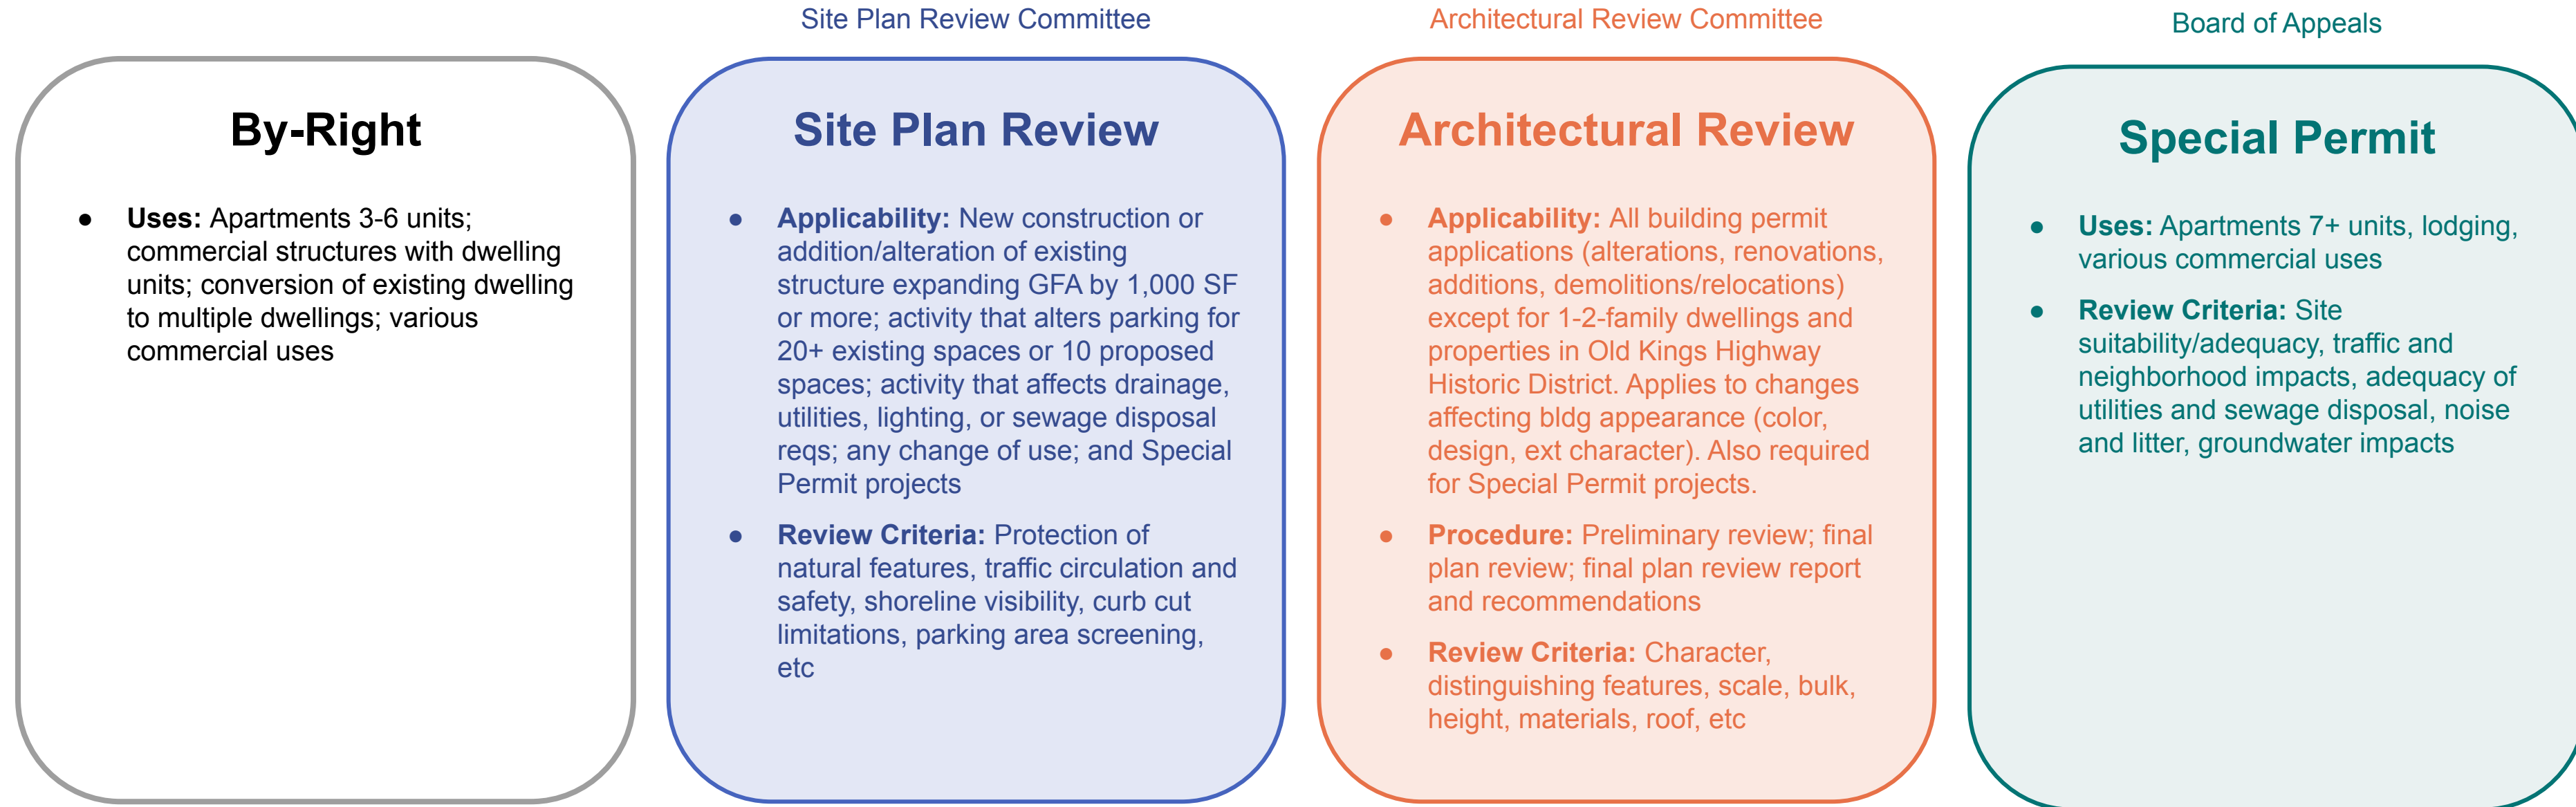 Site Plan Review Committee
Architectural Review Committee
Board of Appeals
By-Right
● Uses: Apartments 3-6 units;
commercial structures with dwelling
units; conversion of existing dwelling
to multiple dwellings; various
commercial uses
Site Plan Review
● Applicability: New construction or
addition/alteration of existing
structure expanding GFA by 1,000 SF
or more; activity that alters parking for
20+ existing spaces or 10 proposed
spaces; activity that affects drainage,
utilities, lighting, or sewage disposal
reqs; any change of use; and Special
Permit projects
● Review Criteria: Protection of
natural features, traffic circulation and
safety, shoreline visibility, curb cut
limitations, parking area screening,
etc
Architectural Review
● Applicability: All building permit
applications (alterations, renovations,
additions, demolitions/relocations)
except for 1-2-family dwellings and
properties in Old Kings Highway
Historic District. Applies to changes
affecting bldg appearance (color,
design, ext character). Also required
for Special Permit projects.
● Procedure: Preliminary review; final
plan review; final plan review report
and recommendations
● Review Criteria: Character,
distinguishing features, scale, bulk,
height, materials, roof, etc
Special Permit
● Uses: Apartments 7+ units, lodging,
various commercial uses
● Review Criteria: Site
suitability/adequacy, traffic and
neighborhood impacts, adequacy of
utilities and sewage disposal, noise
and litter, groundwater impacts